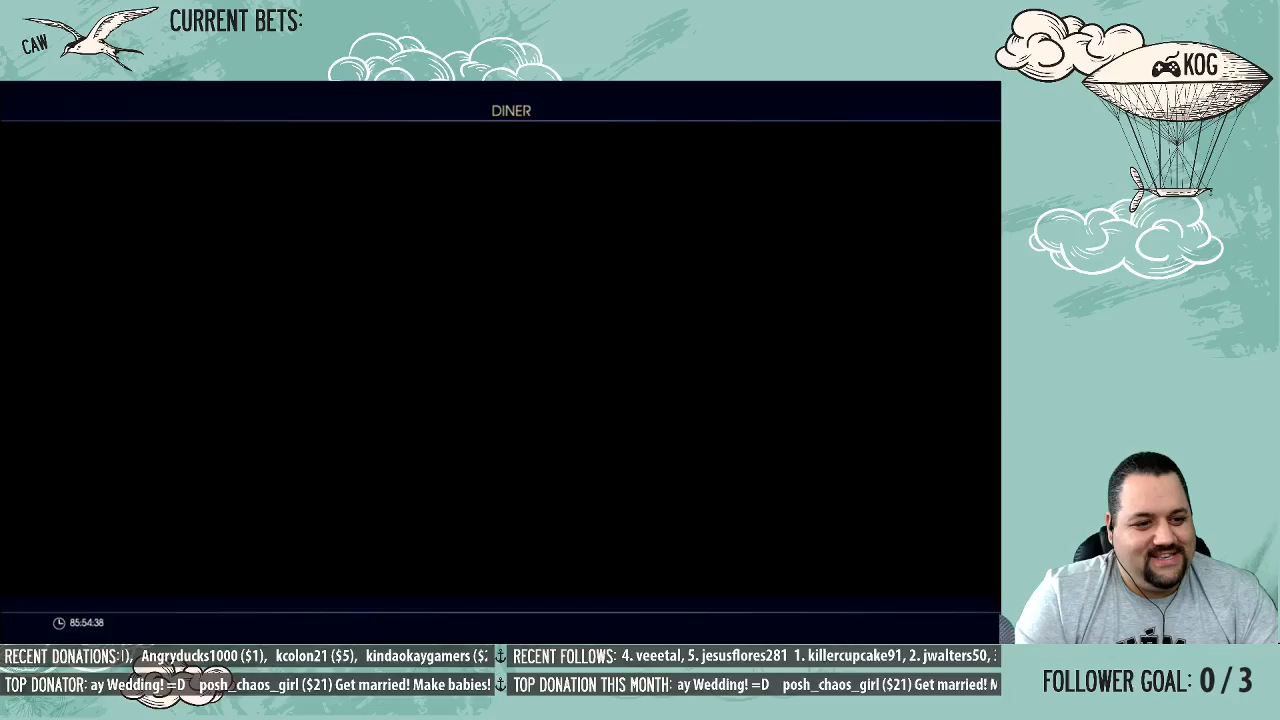 CAW
CURRENT BETS:
KOG
DINER
85:54:38
RECENT DONATIONS: Angryducks1000 ($1), kcolon21 ($5), kindaokaygamers
RECENT FOLLOWS: 4. veeetal, 5. jesusflores281 1. killercupcake91, 2. jwalters50,
TOP DONATOR: ay Wedding! =D posh_chaos_girl ($21) Get married! Make babies!
TOP DONATION THIS MONTH: ay Wedding! =D posh_chaos_girl ($21) Get married!
FOLLOWER GOAL: 0 / 3